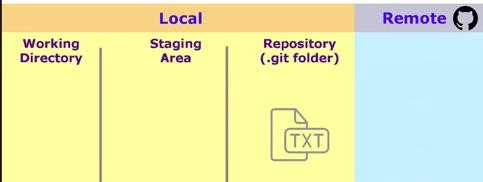 Local
Remote
Working
Directory
Staging
Area
Repository
(.git folder)
TXT